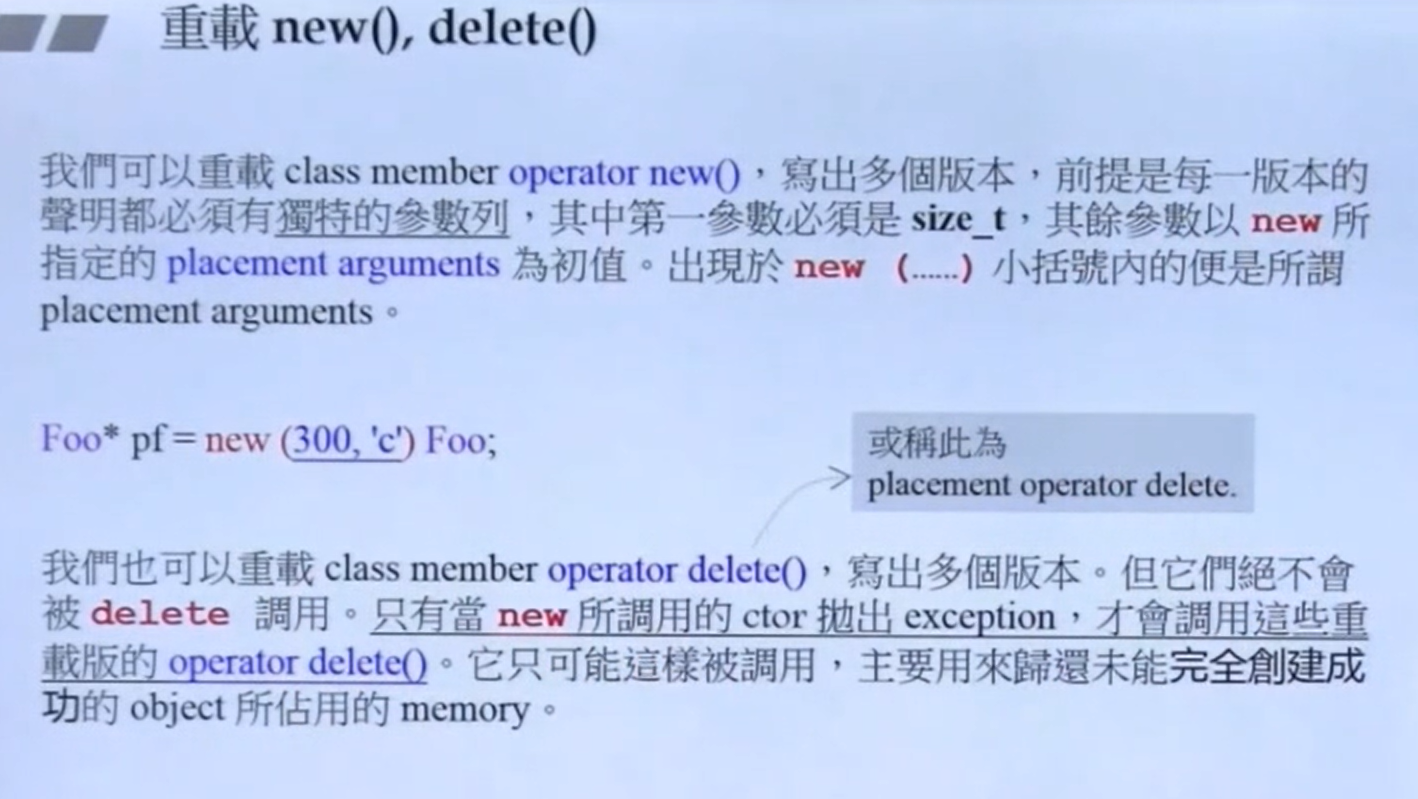 重載 new(), delete()
我們可以重載 class member operator new()，寫出多個版本，前提是每一版本的
聲明都必須有獨特的參數列，其中第一參數必須是 size_t，其餘參數以 new 所
指定的 placement arguments 為初值。出現於 new (......) 小括號內的便是所謂
placement arguments。
Foo* pf = new (300, 'c') Foo;
或稱此為
placement operator delete.
我們也可以重載 class member operator delete()，寫出多個版本。但它們絕不會
被 delete 調用。只有當 new 所調用的 ctor 拋出 exception，才會調用這些重
載版的 operator delete()。它只可能這樣被調用，主要用來歸還未能完全創建成
功的 object 所佔用的 memory。